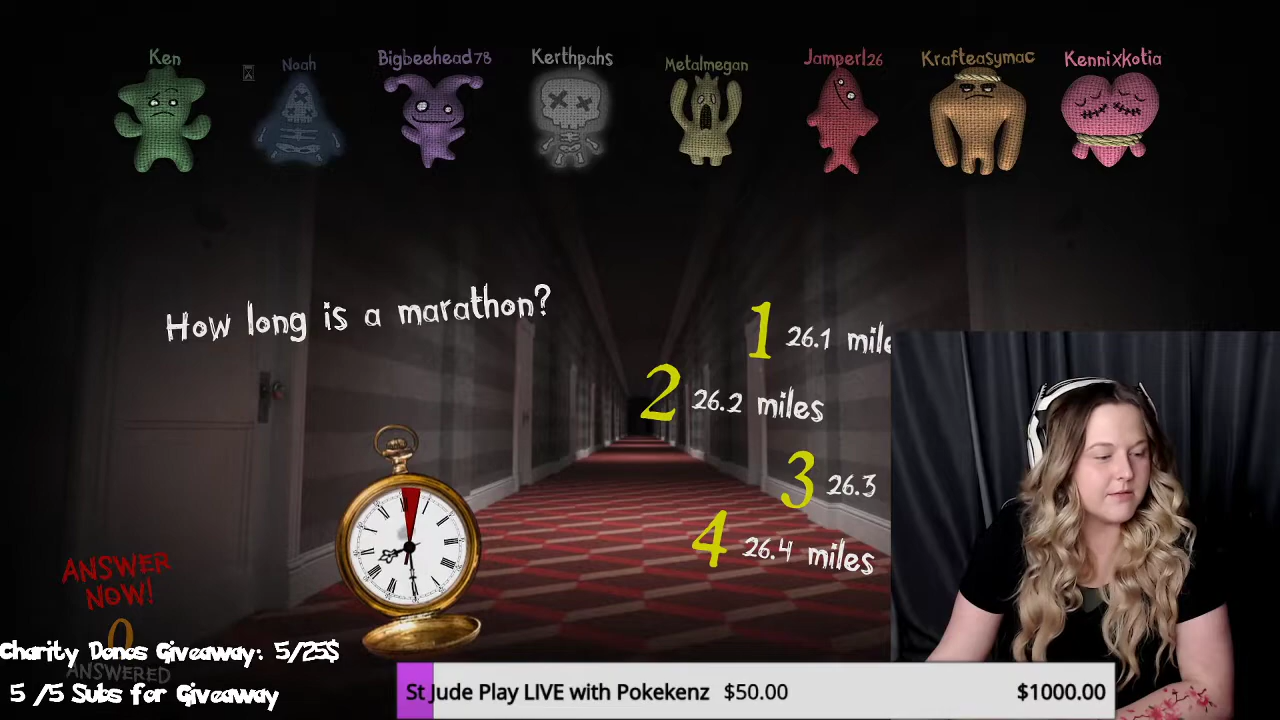 Ken
Noah
Bigbeehead78
Kerthpahs
Metalmegan
Jamperl26
Krafteasymac
Kennixkotia
How long is a marathon?
1 26.1 mile
2 26.2 miles
3 26.3
4 26.4 miles
ANSWER
NOW!
0
ANSWERED
Charity Donos Giveaway: 5/25$
5 /5 Subs for Giveaway
St Jude Play LIVE with Pokekenz $50.00 $1000.00